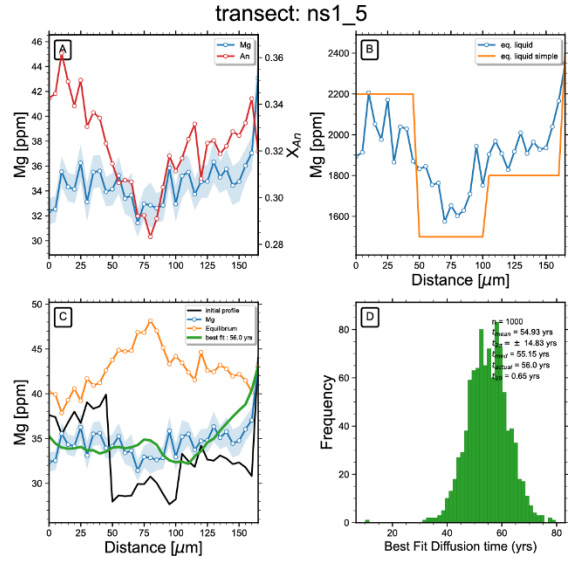 transect: ns1_5
A
Mg
An
Mg [ppm]
46
44
42
40
38
36
34
32
30
0.36
0.34
0.32
0.30
0.28
X_An
0 25 50 75 100 125 150
B
eq. liquid
eq. liquid simple
Mg [ppm]
2400
2200
2000
1800
1600
0 25 50 75 100 125 150
Distance [μm]
C
initial profile
Mg
Equilibrium
best fit : 56.0 yrs
Mg [ppm]
50
45
40
35
30
0 25 50 75 100 125 150
Distance [μm]
D
n = 1000
t_mean = 54.93 yrs
= ± 14.83 yrs
t_med = 55.15 yrs
t_actual = 56.0 yrs
= 0.65 yrs
Frequency
80
60
40
20
0
20 40 60 80
Best Fit Diffusion time (yrs)